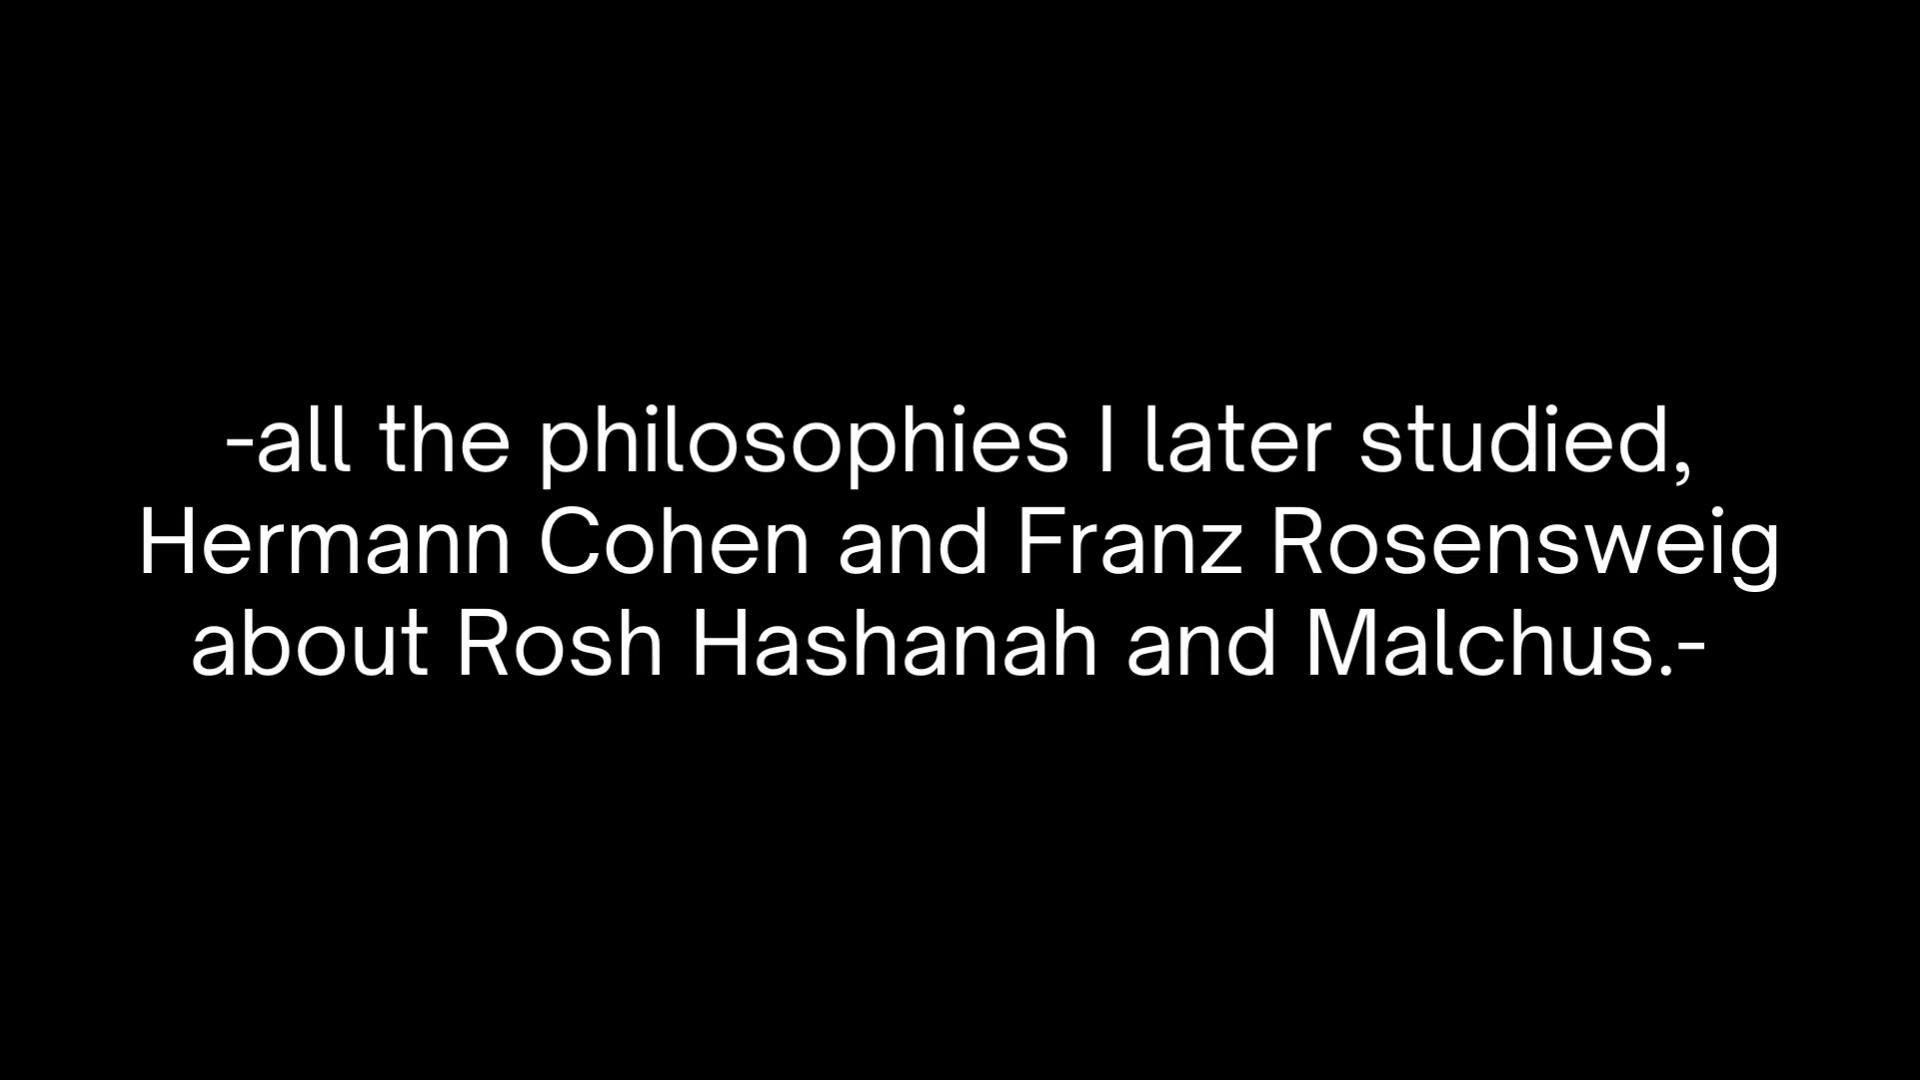 -all the philosophies I later studied,
Hermann Cohen and Franz Rosensweig
about Rosh Hashanah and Malchus.-